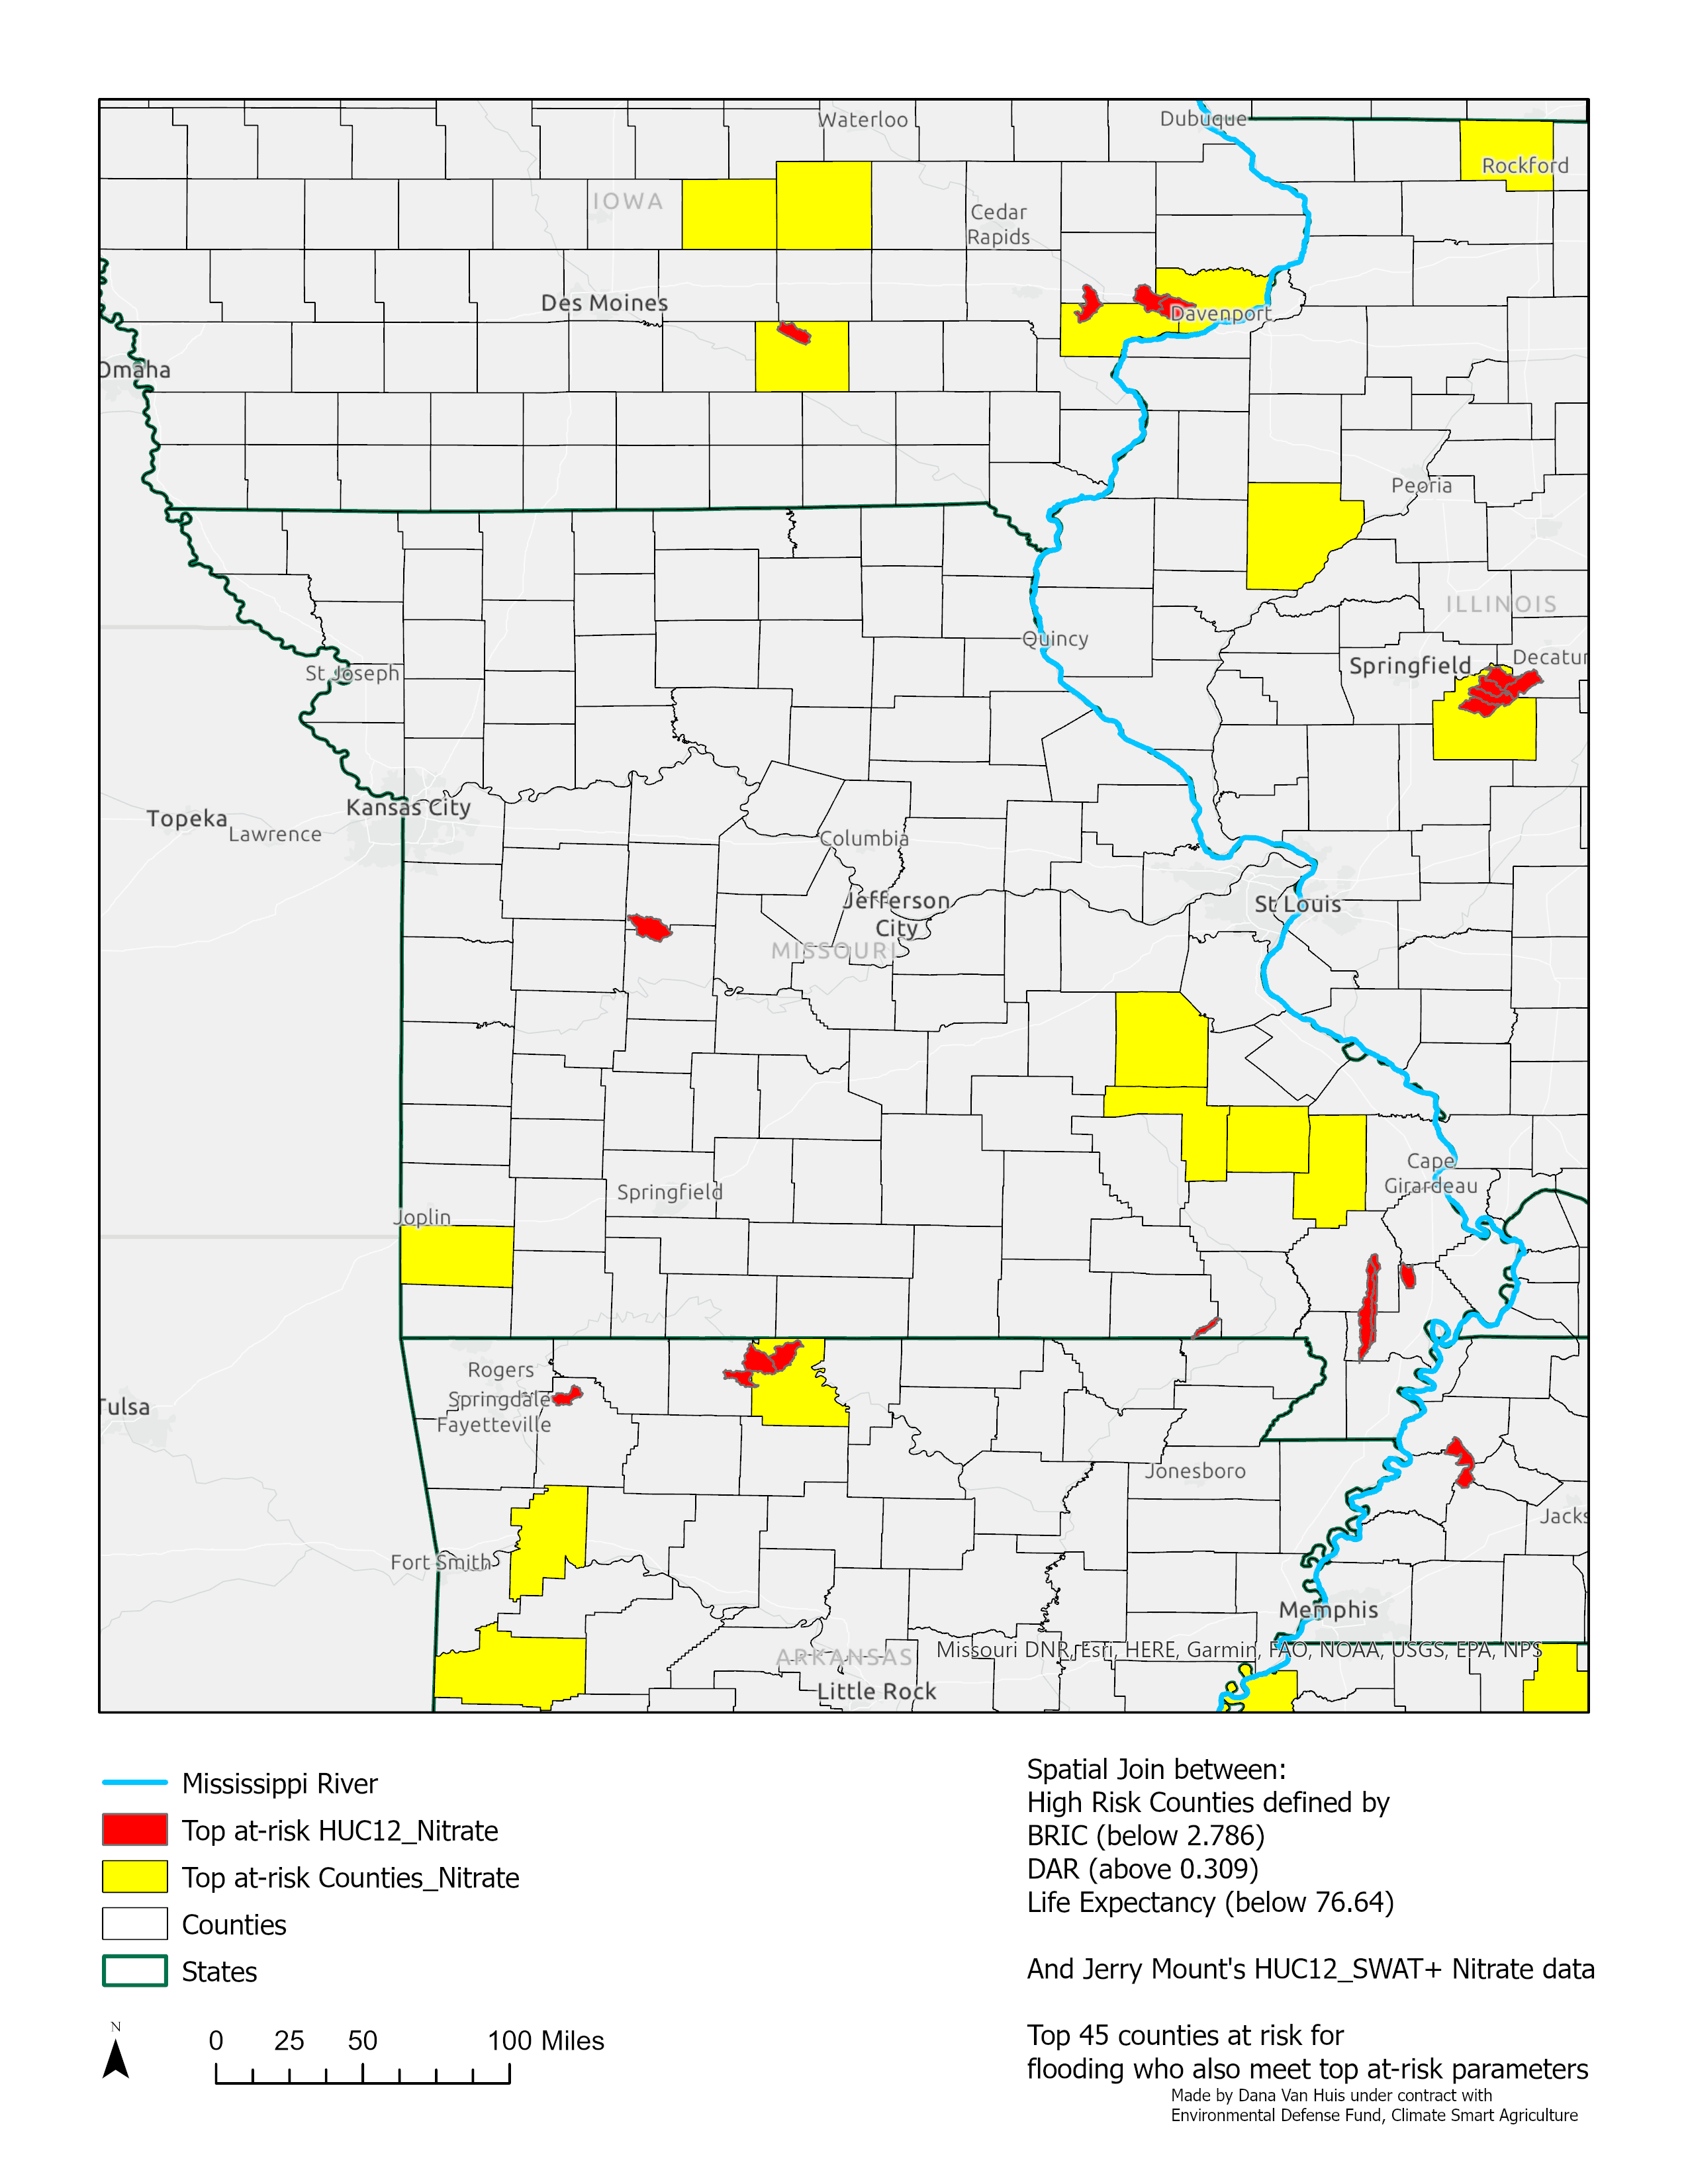 Waterloo
Dubuque
Rockford
IOWA
Cedar
Rapids
Des Moines
Davenport
Omaha
Peoria
ILLINOIS
Quincy
Springfield
Decatur
St Joseph
Kansas City
Topeka
Lawrence
Columbia
Jefferson
City
St Louis
MISSOURI
Cape
Girardeau
Springfield
Joplin
Rogers
Springdale
Fayetteville
Tulsa
Jonesboro
Jacks
Fort Smith
Memphis
Missouri DNR, Esri, HERE, Garmin, FAO, NOAA, USGS, EPA, NPS
ARKANSAS
Little Rock
Mississippi River
Top at-risk HUC12_Nitrate
Top at-risk Counties_Nitrate
Counties
States
N
0 25 50 100 Miles
Spatial Join between:
High Risk Counties defined by
BRIC (below 2.786)
DAR (above 0.309)
Life Expectancy (below 76.64)
And Jerry Mount's HUC12_SWAT+ Nitrate data
Top 45 counties at risk for
flooding who also meet top at-risk parameters
Made by Dana Van Huis under contract with
Environmental Defense Fund, Climate Smart Agriculture